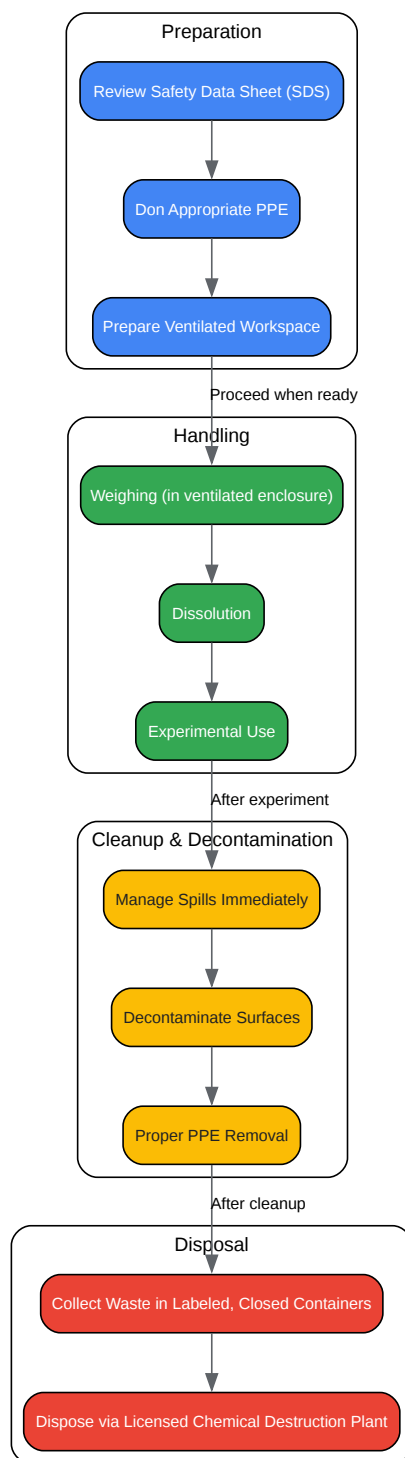 Preparation
Review Safety Data Sheet (SDS)
Don Appropriate PPE
Prepare Ventilated Workspace
Proceed when ready
Handling
Weighing (in ventilated enclosure)
Dissolution
Experimental Use
After experiment
Cleanup & Decontamination
Manage Spills Immediately
Decontaminate Surfaces
Proper PPE Removal
After cleanup
Disposal
Collect Waste in Labeled, Closed Containers
Dispose via Licensed Chemical Destruction Plant